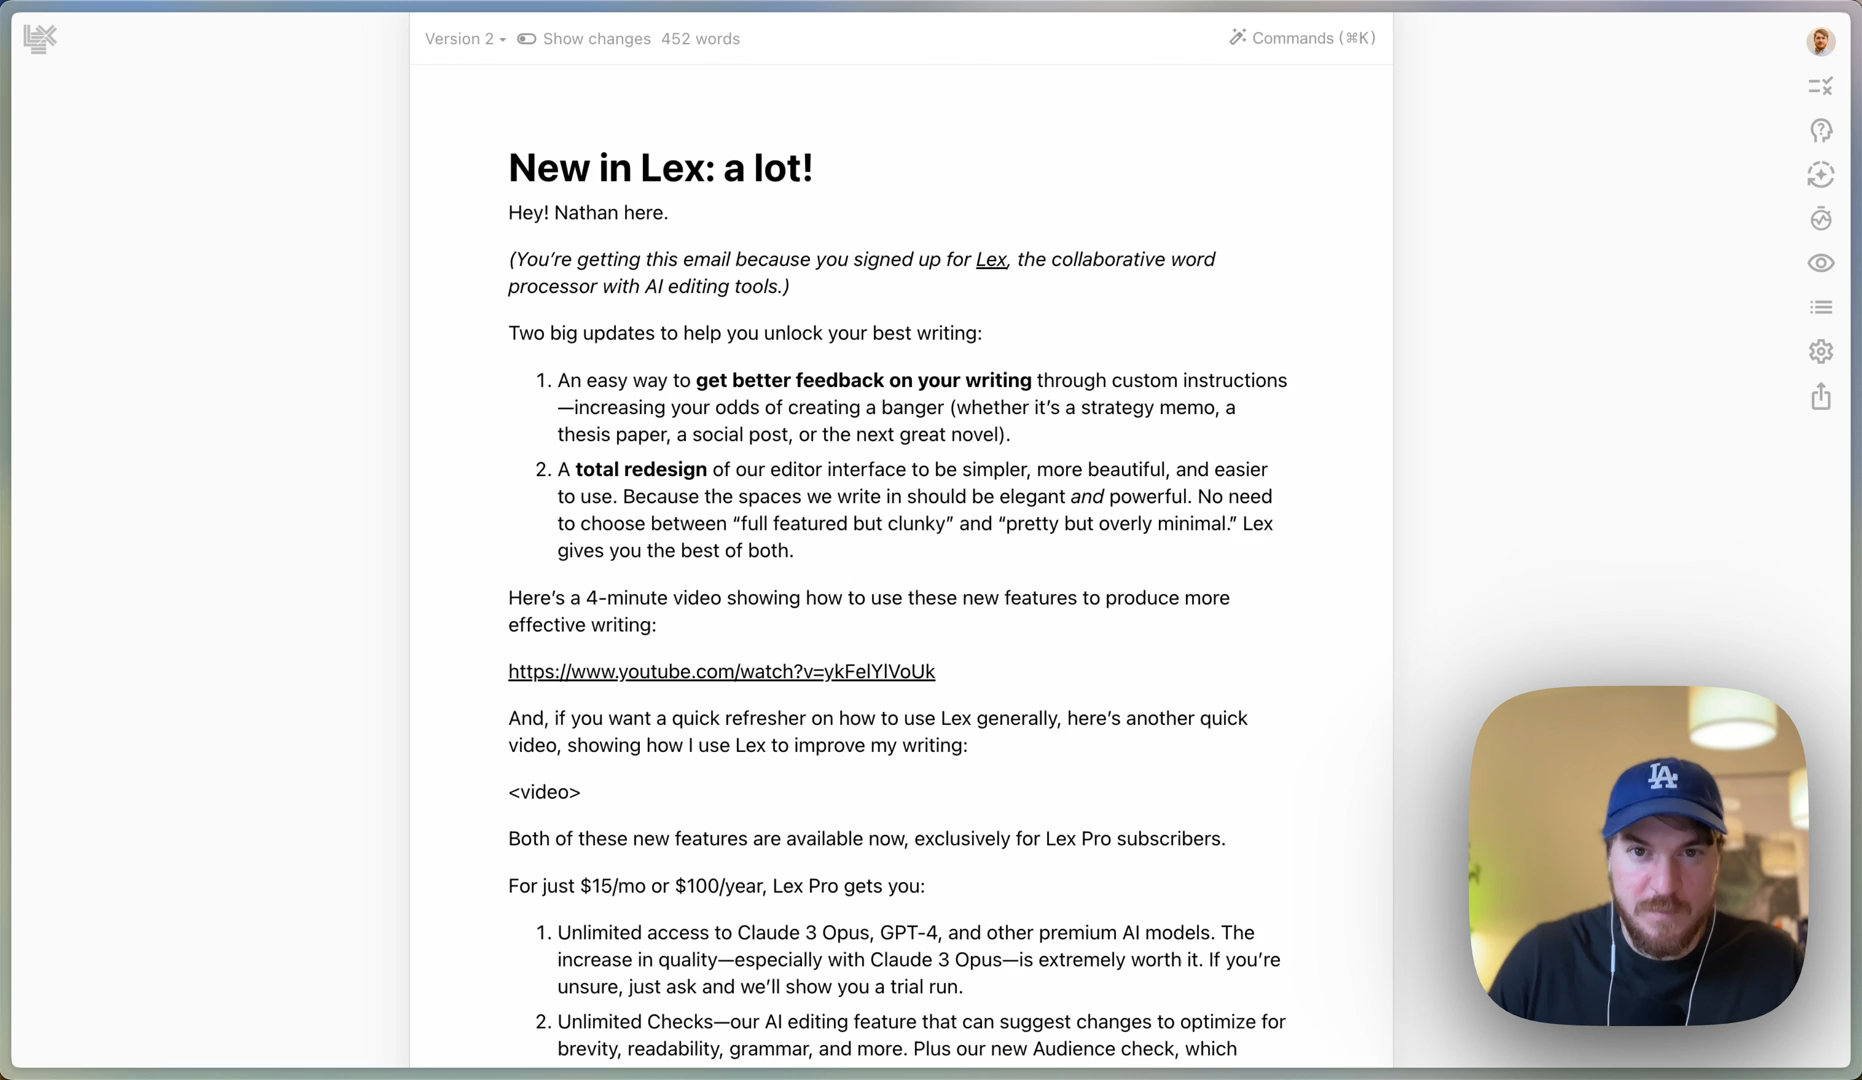 LEX
Version 2
Show changes
452 words
Commands (⌘K)
New in Lex: a lot!
Hey! Nathan here.
(You’re getting this email because you signed up for Lex, the collaborative word
processor with AI editing tools.)
Two big updates to help you unlock your best writing:
1. An easy way to get better feedback on your writing through custom instructions
—increasing your odds of creating a banger (whether it’s a strategy memo, a
thesis paper, a social post, or the next great novel).
2. A total redesign of our editor interface to be simpler, more beautiful, and easier
to use. Because the spaces we write in should be elegant and powerful. No need
to choose between “full featured but clunky” and “pretty but overly minimal.” Lex
gives you the best of both.
Here’s a 4-minute video showing how to use these new features to produce more
effective writing:
https://www.youtube.com/watch?v=ykFelYlVoUk
And, if you want a quick refresher on how to use Lex generally, here’s another quick
video, showing how I use Lex to improve my writing:
<video>
Both of these new features are available now, exclusively for Lex Pro subscribers.
For just $15/mo or $100/year, Lex Pro gets you:
1. Unlimited access to Claude 3 Opus, GPT-4, and other premium AI models. The
increase in quality—especially with Claude 3 Opus—is extremely worth it. If you’re
unsure, just ask and we’ll show you a trial run.
2. Unlimited Checks—our AI editing feature that can suggest changes to optimize for
brevity, readability, grammar, and more. Plus our new Audience check, which
LA